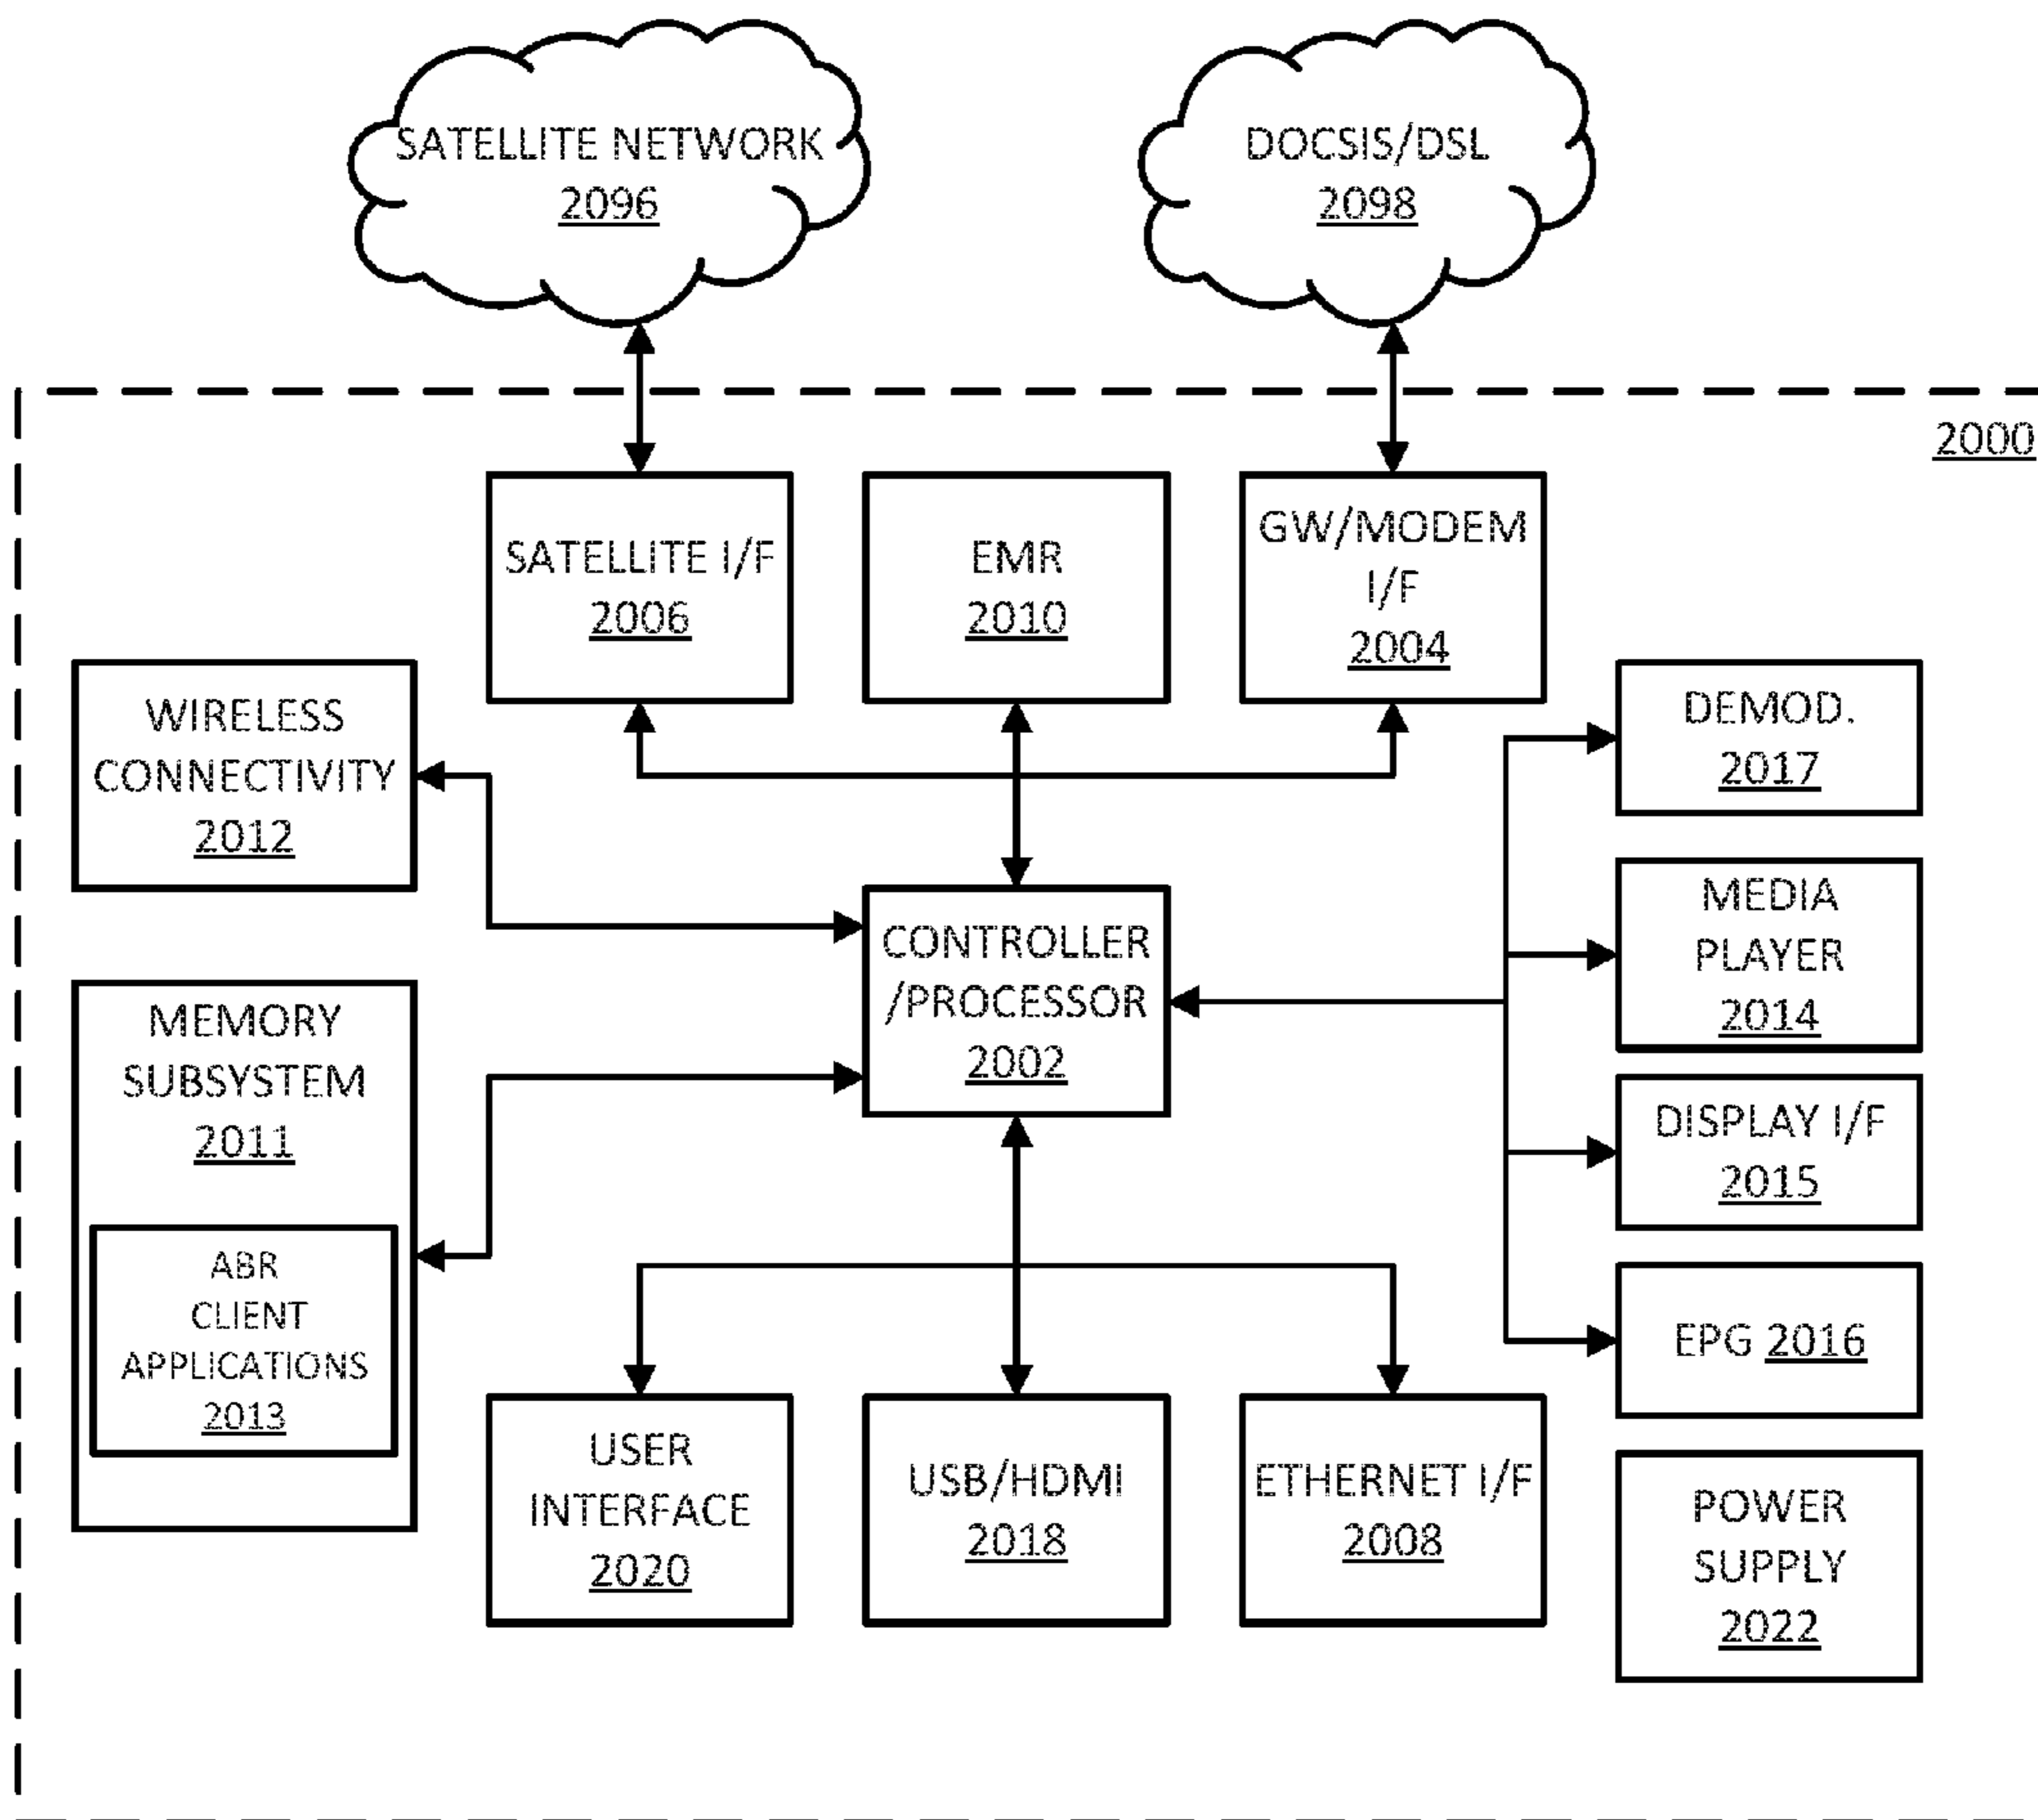 SATELLITE NETWORK
2096
DOCSIS/DSL
2098
2000
SATELLITE I/F
2006
EMR
2010
GW/MODEM
I/F
2004
WIRELESS
CONNECTIVITY
2012
DEMOD.
2017
MEDIA
PLAYER
2014
CONTROLLER
/PROCESSOR
2002
MEMORY
SUBSYSTEM
2011
DISPLAY I/F
2015
ABR
CLIENT
APPLICATIONS
2013
EPG 2016
USER
INTERFACE
2020
USB/HDMI
2018
ETHERNET I/F
2008
POWER
SUPPLY
2022